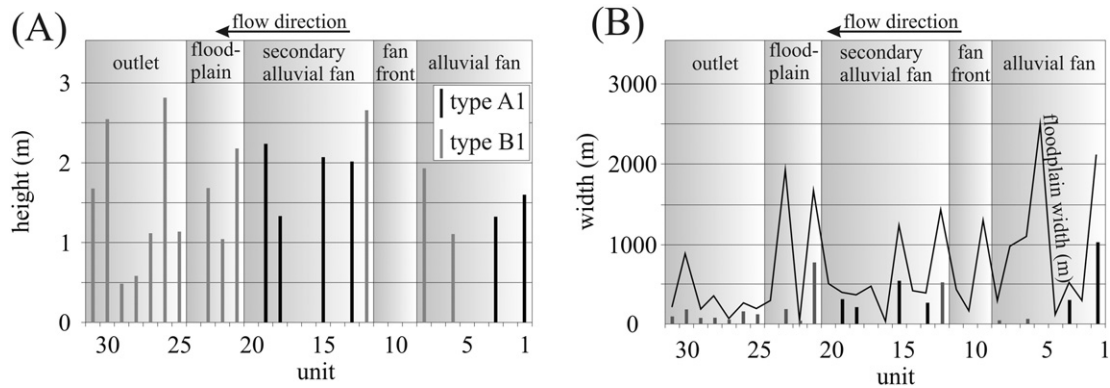 (A)
flow direction
outlet
flood-
plain
secondary
alluvial fan
fan
front
alluvial fan
type A1
type B1
height (m)
3
2
1
0
30
25
20
15
10
5
1
unit
(B)
flow direction
outlet
floo d-
plain
secondary
alluvial fan
fan
front
alluvial fan
floodplain width (m)
width (m)
3000
2000
1000
0
30
25
20
15
10
5
1
unit